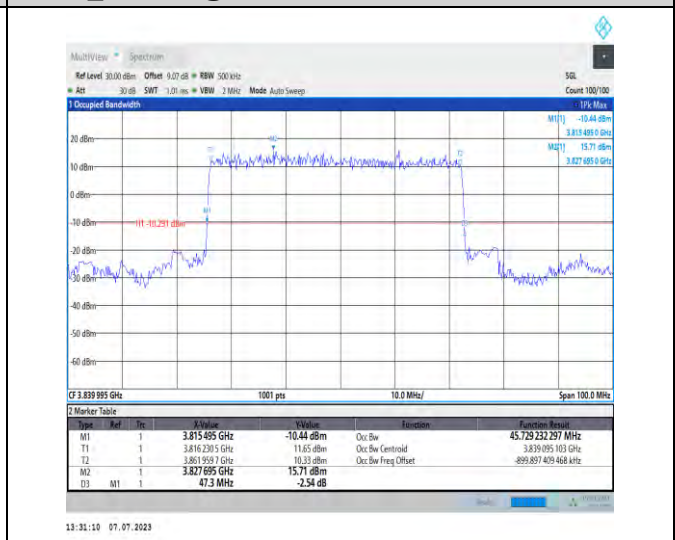 MultiView Spectrum
Ref Level 30.00 dBm Offset 9.07 dB RBW 500 kHz SGL
Att 30 dB SWT 1.01 ms VBW 2 MHz Mode Auto Sweep Count 100/100
1 Occupied Bandwidth 1Pk Max
M1[1] -10.44 dBm
3.815 495 0 GHz
M2[1] 15.71 dBm
3.827 695 0 GHz
20 dBm
10 dBm
0 dBm
-10 dBm
H1 -10.291 dBm
-20 dBm
-30 dBm
-40 dBm
-50 dBm
-60 dBm
T1
M2
T2
M1
CF 3.839 995 GHz 1001 pts 10.0 MHz/ Span 100.0 MHz
2 Marker Table
Type Ref Trc X-Value Y-Value Function Function Result
M1 1 3.815 495 GHz -10.44 dBm Occ Bw 45.729 232 297 MHz
T1 1 3.816 230 5 GHz 11.65 dBm Occ Bw Centroid 3.839 095 103 GHz
T2 1 3.861 959 7 GHz 10.33 dBm Occ Bw Freq Offset -899.897 409 468 kHz
M2 1 3.827 695 GHz 15.71 dBm
D3 M1 1 47.3 MHz -2.54 dB
13:31:10 07.07.2023